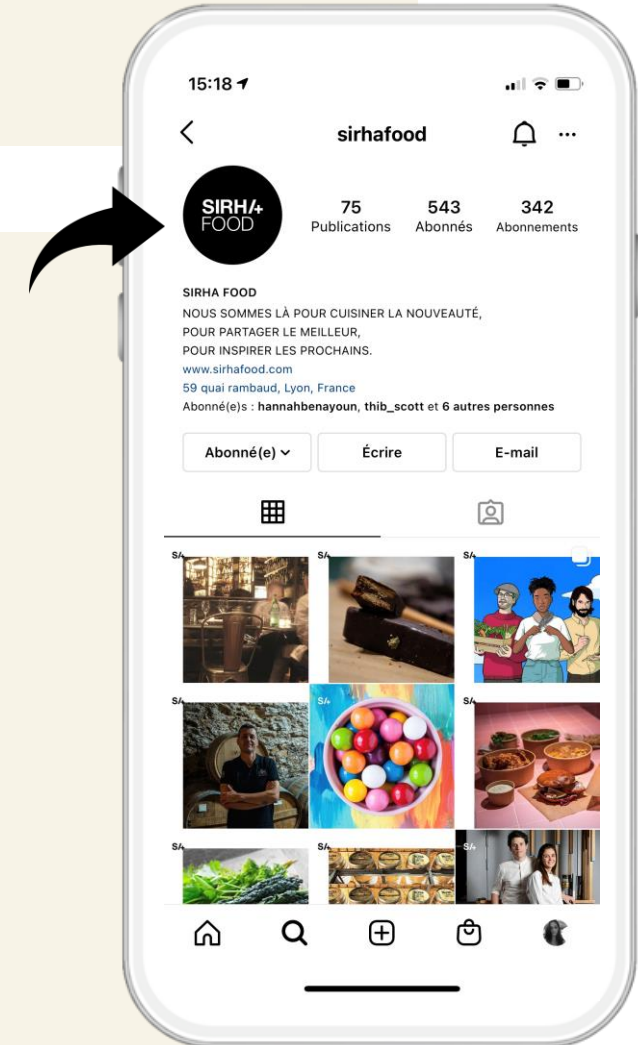 15:18
sirhafood
SIRH/+
FOOD
75
543
342
Publications
Abonnés
Abonnements
SIRHA FOOD
NOUS SOMMES LÀ POUR CUISINER LA NOUVEAUTÉ,
POUR PARTAGER LE MEILLEUR,
POUR INSPIRER LES PROCHAINS.
www.sirhafood.com
59 quai rambaud, Lyon, France
Abonné(e)s : hannahbenayoun, thib_scott et 6 autres personnes
Abonné(e)
Écrire
E-mail
S/+
S/+
S/+
S/+
S/+
S/+
S/+
S/+
S/+